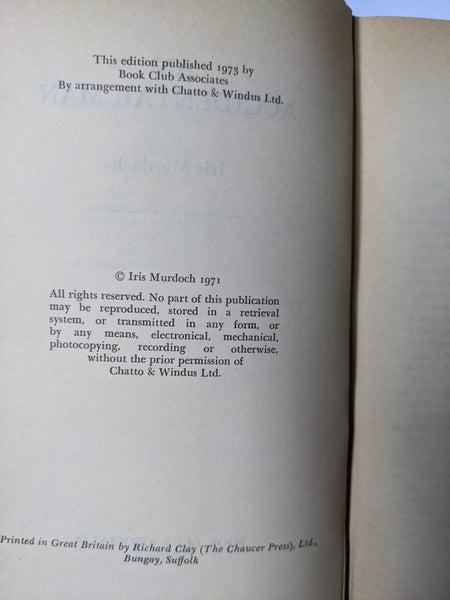 This edition published 1973 by
Book Club Associates
By arrangement with Chatto & Windus Ltd.
© Iris Murdoch 1971
All rights reserved. No part of this publication
may be reproduced, stored in a retrieval
system, or transmitted in any form, or
by any means, electronical, mechanical,
photocopying, recording or otherwise,
without the prior permission of
Chatto & Windus Ltd.
Printed in Great Britain by Richard Clay (The Chaucer Press), Ltd.,
Bungay, Suffolk